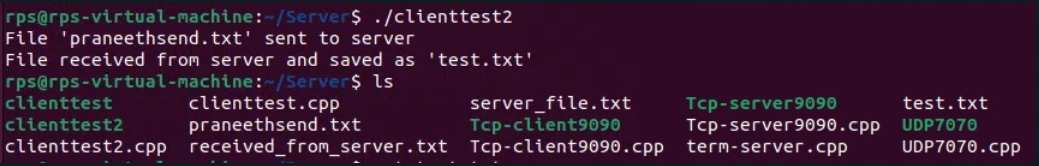 rps@rps-virtual-machine:~/Server$ ./clienttest2
File 'praneethsend.txt' sent to server
File received from server and saved as 'test.txt'
rps@rps-virtual-machine:~/Server$ ls
clienttest clienttest.cpp server_file.txt Tcp-server9090 test.txt
clienttest2 praneethsend.txt Tcp-client9090 Tcp-server9090.cpp UDP7070
clienttest2.cpp received_from_server.txt Tcp-client9090.cpp term-server.cpp UDP7070.cpp